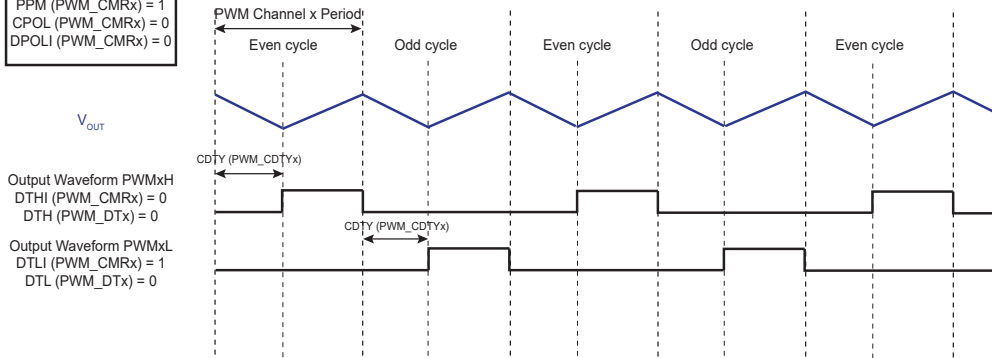 PPM (PWM_CMRx) = 1
CPOL (PWM_CMRx) = 0
DPOLI (PWM_CMRx) = 0
PWM Channel x Period
Even cycle
Odd cycle
Even cycle
Odd cycle
Even cycle
VOUT
CDTY (PWM_CDTYx)
Output Waveform PWMxH
DTHI (PWM_CMRx) = 0
DTH (PWM_DTx) = 0
CDTY (PWM_CDTYx)
Output Waveform PWMxL
DTLI (PWM_CMRx) = 1
DTL (PWM_DTx) = 0